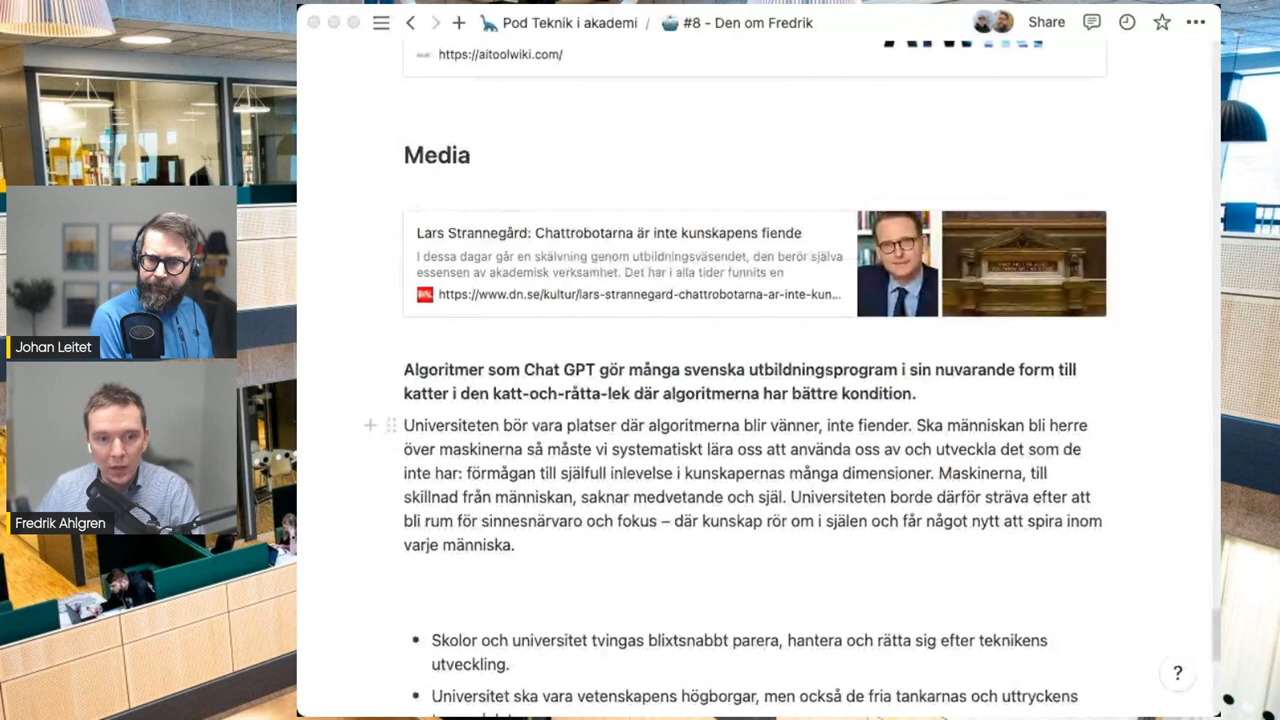 Pod Teknik i akademi / #8 - Den om Fredrik
Share
https://aitoolwiki.com/
Media
Lars Strannegård: Chattrobotarna är inte kunskapens fiende
I dessa dagar går en skälvning genom utbildningsväsendet, den berör själva
essensen av akademisk verksamhet. Det har i alla tider funnits en
https://www.dn.se/kultur/lars-strannegard-chattrobotarna-ar-inte-kun...
Algoritmer som Chat GPT gör många svenska utbildningsprogram i sin nuvarande form till
katter i den katt-och-råtta-lek där algoritmerna har bättre kondition.
Universiteten bör vara platser där algoritmerna blir vänner, inte fiender. Ska människan bli herre
över maskinerna så måste vi systematiskt lära oss att använda oss av och utveckla det som de
inte har: förmågan till själfull inlevelse i kunskapernas många dimensioner. Maskinerna, till
skillnad från människan, saknar medvetande och själ. Universiteten borde därför sträva efter att
bli rum för sinnesnärvaro och fokus – där kunskap rör om i själen och får något nytt att spira inom
varje människa.
• Skolor och universitet tvingas blixtsnabbt parera, hantera och rätta sig efter teknikens
utveckling.
• Universitet ska vara vetenskapens högborgar, men också de fria tankarnas och uttryckens
?
Johan Leitet
Fredrik Ahlgren